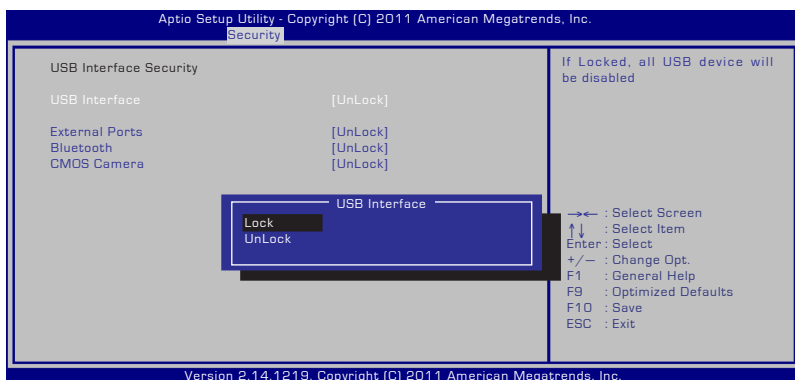 Aptio Setup Utility - Copyright (C) 2011 American Megatrends, Inc.
Security
USB Interface Security
USB Interface [UnLock]
External Ports [UnLock]
Bluetooth [UnLock]
CMOS Camera [UnLock]
If Locked, all USB device will
be disabled
USB Interface
Lock
UnLock
→← : Select Screen
↑↓ : Select Item
Enter : Select
+/— : Change Opt.
F1 : General Help
F9 : Optimized Defaults
F10 : Save
ESC : Exit
Version 2.14.1219. Copyright (C) 2011 American Megatrends, Inc.